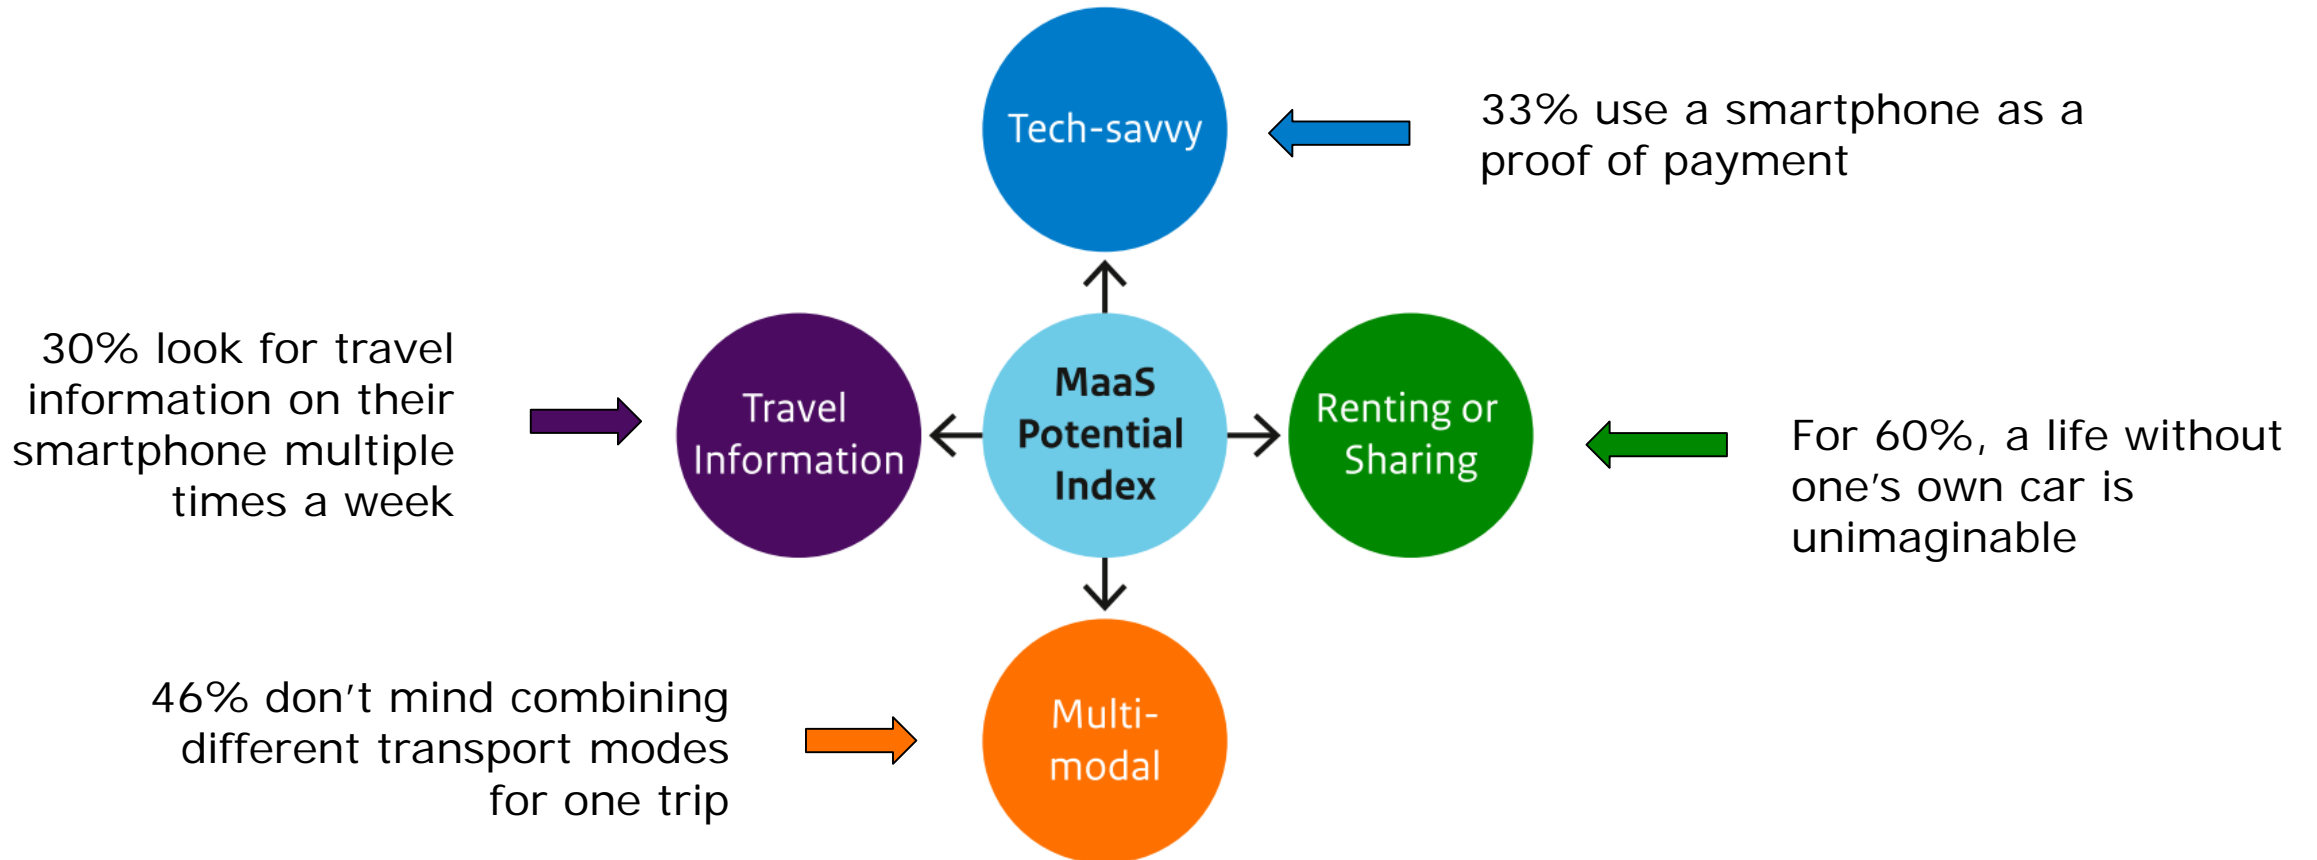 Tech-savvy
33% use a smartphone as a
proof of payment
30% look for travel
information on their
smartphone multiple
times a week
Travel
Information
MaaS
Potential
Index
Renting or
Sharing
For 60%, a life without
one’s own car is
unimaginable
46% don’t mind combining
different transport modes
for one trip
Multi-
modal